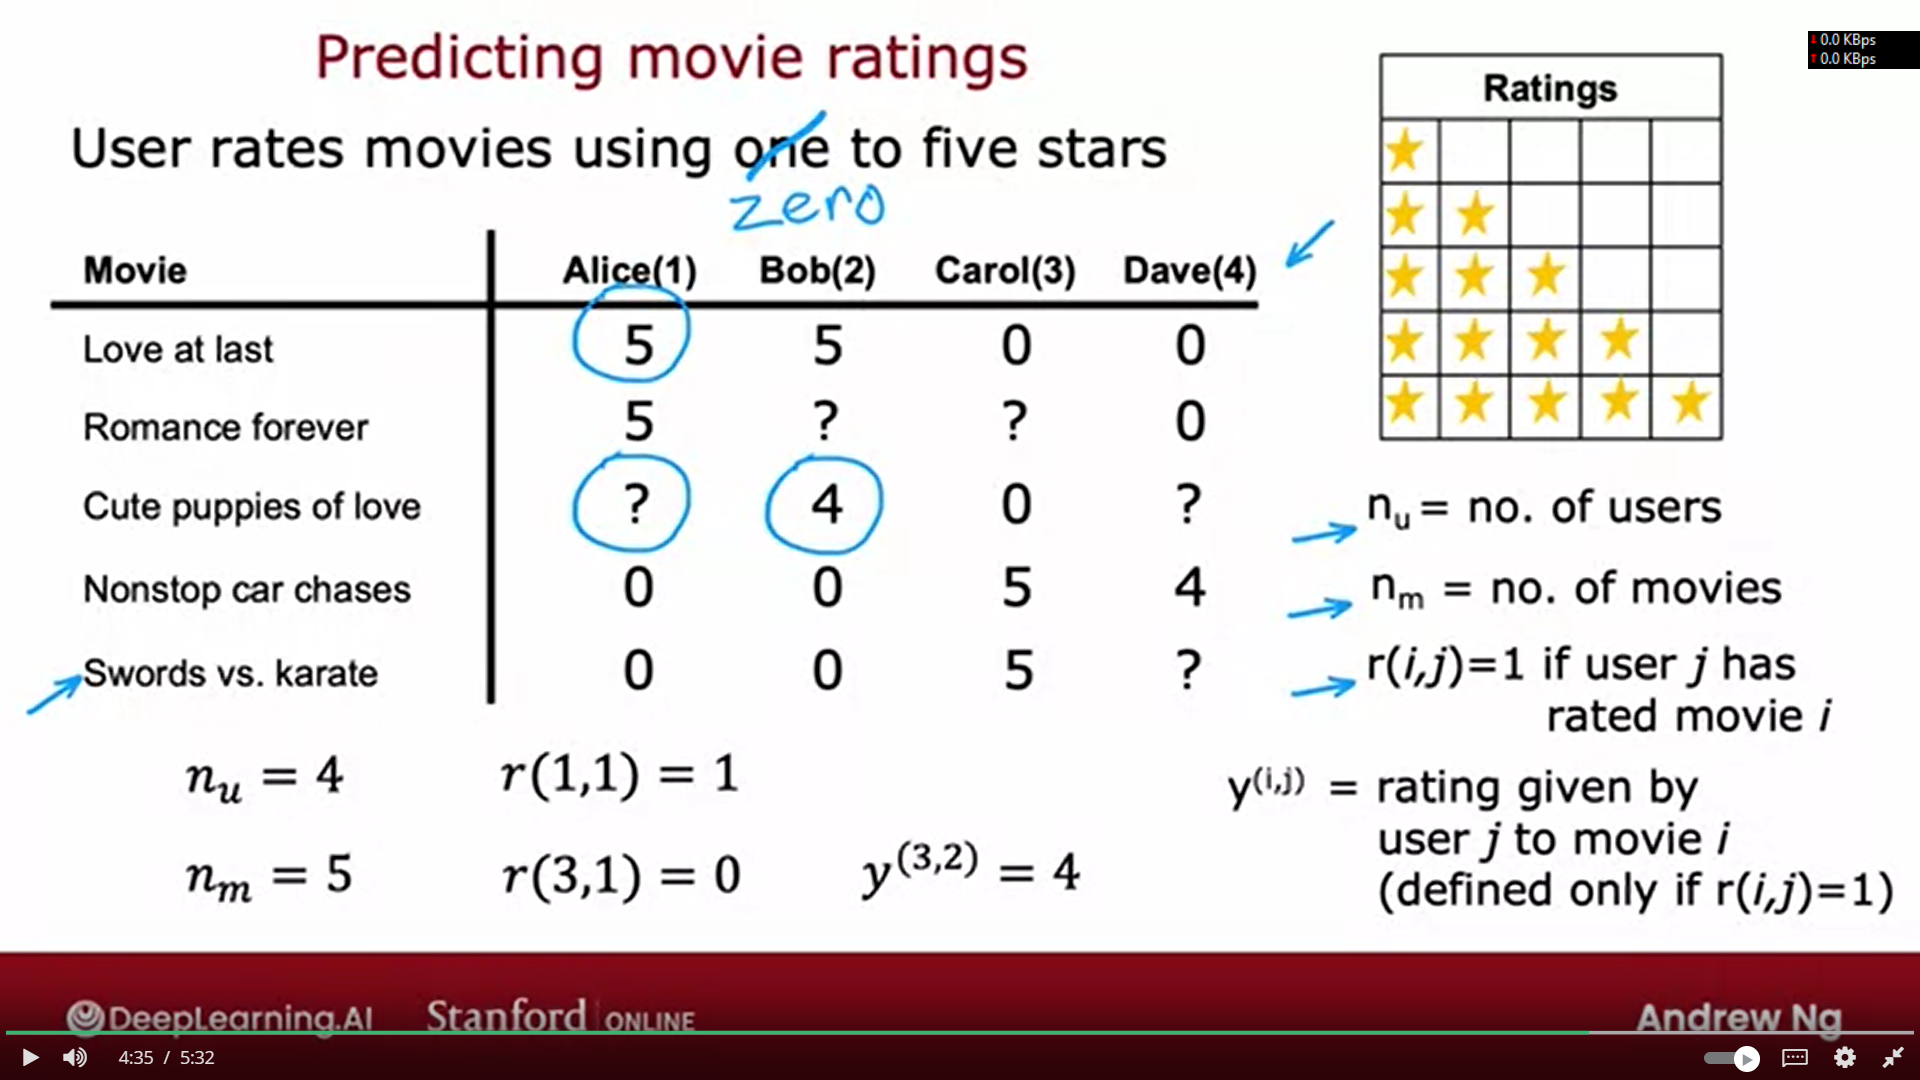 Predicting movie ratings
User rates movies using one to five stars
zero
Movie Alice(1) Bob(2) Carol(3) Dave(4)
Love at last 5 5 0 0
Romance forever 5 ? ? 0
Cute puppies of love ? 4 0 ?
Nonstop car chases 0 0 5 4
Swords vs. karate 0 0 5 ?
n_u = 4 r(1,1) = 1
n_m = 5 r(3,1) = 0 y^(3,2) = 4
0.0 KBps
0.0 KBps
Ratings
n_u = no. of users
n_m = no. of movies
r(i,j)=1 if user j has
rated movie i
y^(i,j) = rating given by
user j to movie i
(defined only if r(i,j)=1)
DeepLearning.AI Stanford ONLINE Andrew Ng
4:35 / 5:32